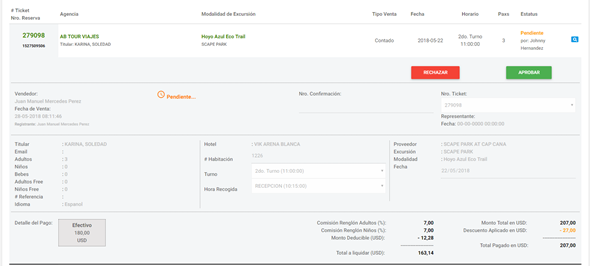 # Ticket
Nro. Reserva
Agencia
Modalidad de Excursión
Tipo Venta
Fecha
Horario
Pass
Estatus
279098
1527509506
AB TOUR VIAJES
Titular: KARINA, SOLEDAD
Hoyo Azul Eco Trail
SCAPE PARK
Contado
2018-05-22
2do. Turno
11:00:00
3
Pendiente
por: Johnny
Hernandez
RECHAZAR
APROBAR
Vendedor:
Juan Manuel Mercedes Perez
Fecha de Venta:
28-05-2018 08:11:46
Juan Manuel Mercedes Perez
Pendiente...
Nro. Confirmación:
Nro. Ticket:
279098
Representante:
Fecha: 00-00-0000 00:00:00
Titular : KARINA, SOLEDAD
Email :
Adultos : 3
Niños : 0
Bebes : 0
Adultos Free : 0
Niños Free : 0
# Referencia :
Idioma : Espanol
Hotel : VIK ARENA BLANCA
# Habitación 1226
Turno 2do. Turno (11:00:00)
Hora Recogida RECEPCION (10:15:00)
Proveedor : SCAPE PARK AT CAP CANA
Excursión : SCAPE PARK
Modalidad : Hoyo Azul Eco Trail
Fecha 22/05/2018
Detalle del Pago:
Efectivo
180,00
USD
Comisión Renglón Adultos (%): 7,00
Comisión Renglón Niños (%): 7,00
Monto Deducible (USD): - 12,28
Total a liquidar (USD): 163,14
Monto Total en USD: 207,00
Descuento Aplicado en USD: - 27,00
Total Pagado en USD: 207,00